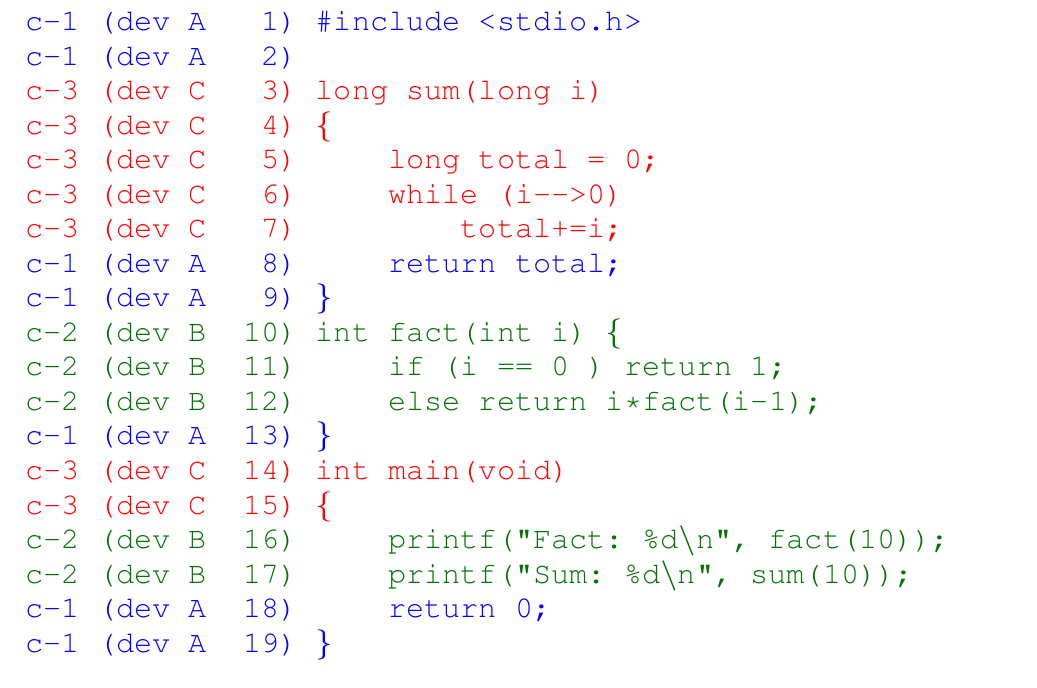 c-1 (dev A   1) #include <stdio.h>
c-1 (dev A   2)
c-3 (dev C   3) long sum(long i)
c-3 (dev C   4) {
c-3 (dev C   5)     long total = 0;
c-3 (dev C   6)     while (i-->0)
c-3 (dev C   7)         total+=i;
c-1 (dev A   8)     return total;
c-1 (dev A   9) }
c-2 (dev B  10) int fact(int i) {
c-2 (dev B  11)     if (i == 0 ) return 1;
c-2 (dev B  12)     else return i*fact(i-1);
c-1 (dev A  13) }
c-3 (dev C  14) int main(void)
c-3 (dev C  15) {
c-2 (dev B  16)     printf("Fact: %d\n", fact(10));
c-2 (dev B  17)     printf("Sum: %d\n", sum(10));
c-1 (dev A  18)     return 0;
c-1 (dev A  19) }